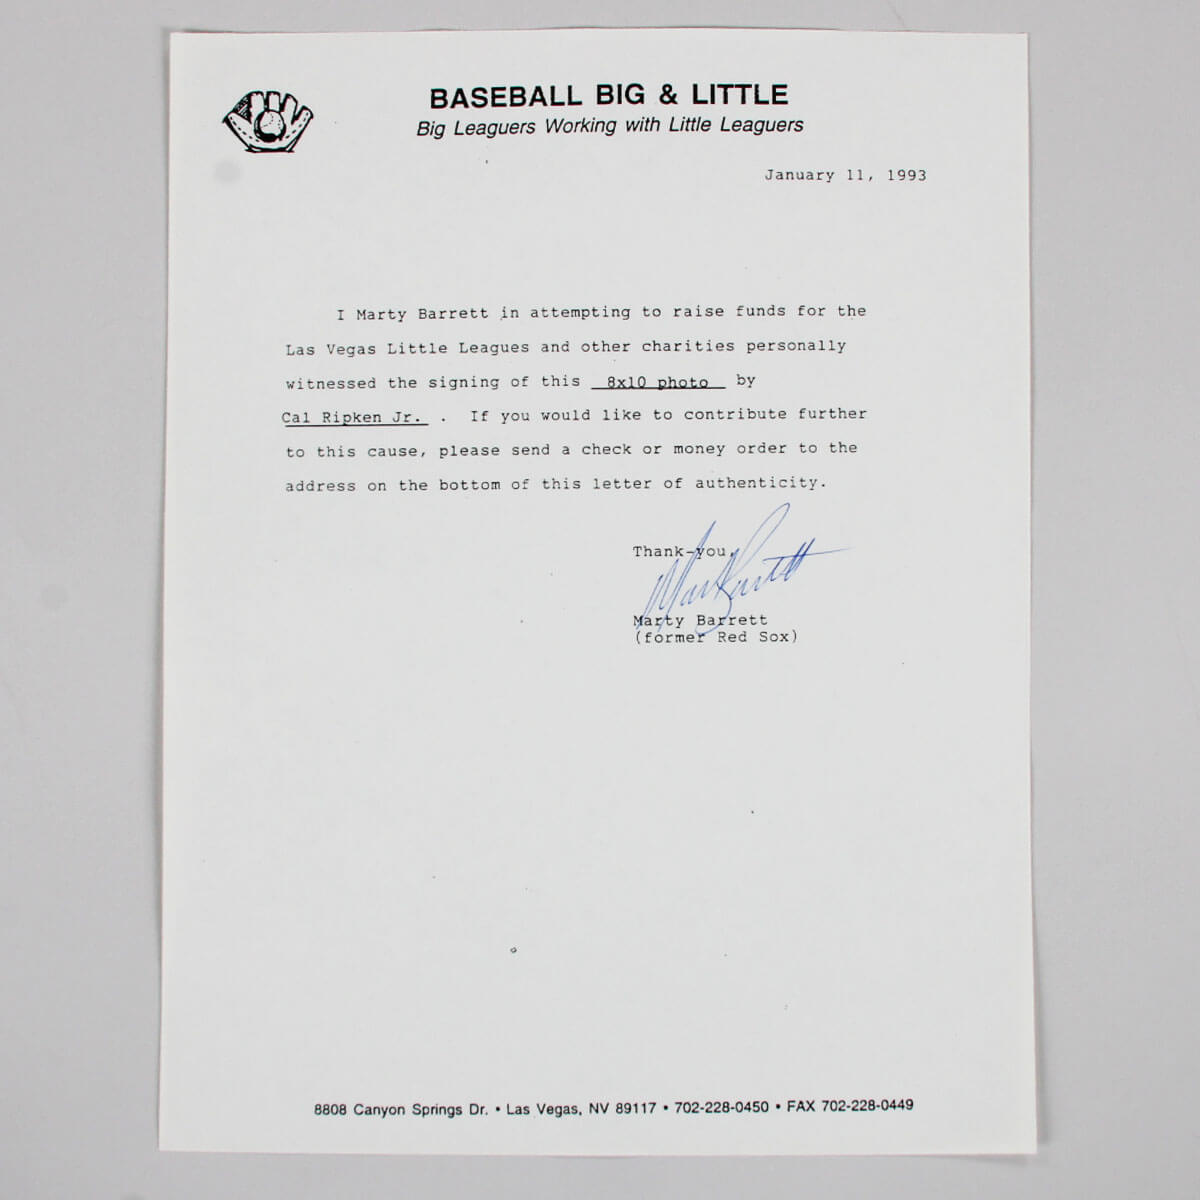 BASEBALL BIG & LITTLE
Big Leaguers Working with Little Leaguers
January 11, 1993
I Marty Barrett in attempting to raise funds for the
Las Vegas Little Leagues and other charities personally
witnessed the signing of this 8x10 photo by
Cal Ripken Jr. . If you would like to contribute further
to this cause, please send a check or money order to the
address on the bottom of this letter of authenticity.
Thank-you,
Marty Barrett
Marty Barrett
(former Red Sox)
8808 Canyon Springs Dr. • Las Vegas, NV 89117 • 702-228-0450 • FAX 702-228-0449